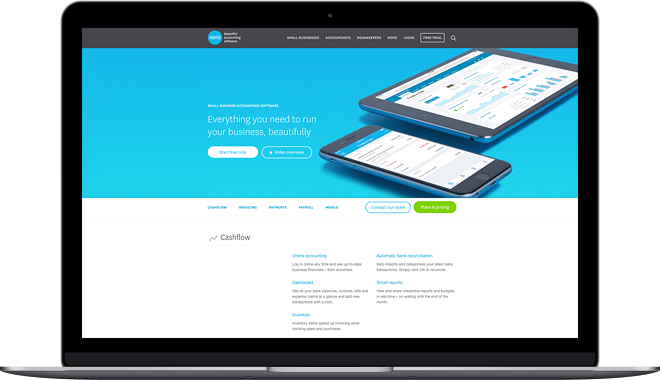 xero
Beautiful
accounting
software
SMALL BUSINESSES ACCOUNTANTS BOOKKEEPERS MORE LOGIN FREE TRIAL
SMALL BUSINESS ACCOUNTING SOFTWARE
Everything you need to run
your business, beautifully
Start free trial
Video overview
CASHFLOW INVOICING PAYMENTS PAYROLL MOBILE Contact our team Plans & pricing
Cashflow
Online accounting
Log in online any time and see up-to-date
business financials – from anywhere.
Automatic bank reconciliation
Xero imports and categorises your latest bank
transactions. Simply click OK to reconcile.
Dashboard
See all your bank balances, invoices, bills and
expense claims at a glance and add new
transactions with a click.
Smart reports
View and share interactive reports and budgets
in real-time – no waiting until the end of the
month.
Inventory
Inventory items speed up invoicing while
tracking sales and purchases.